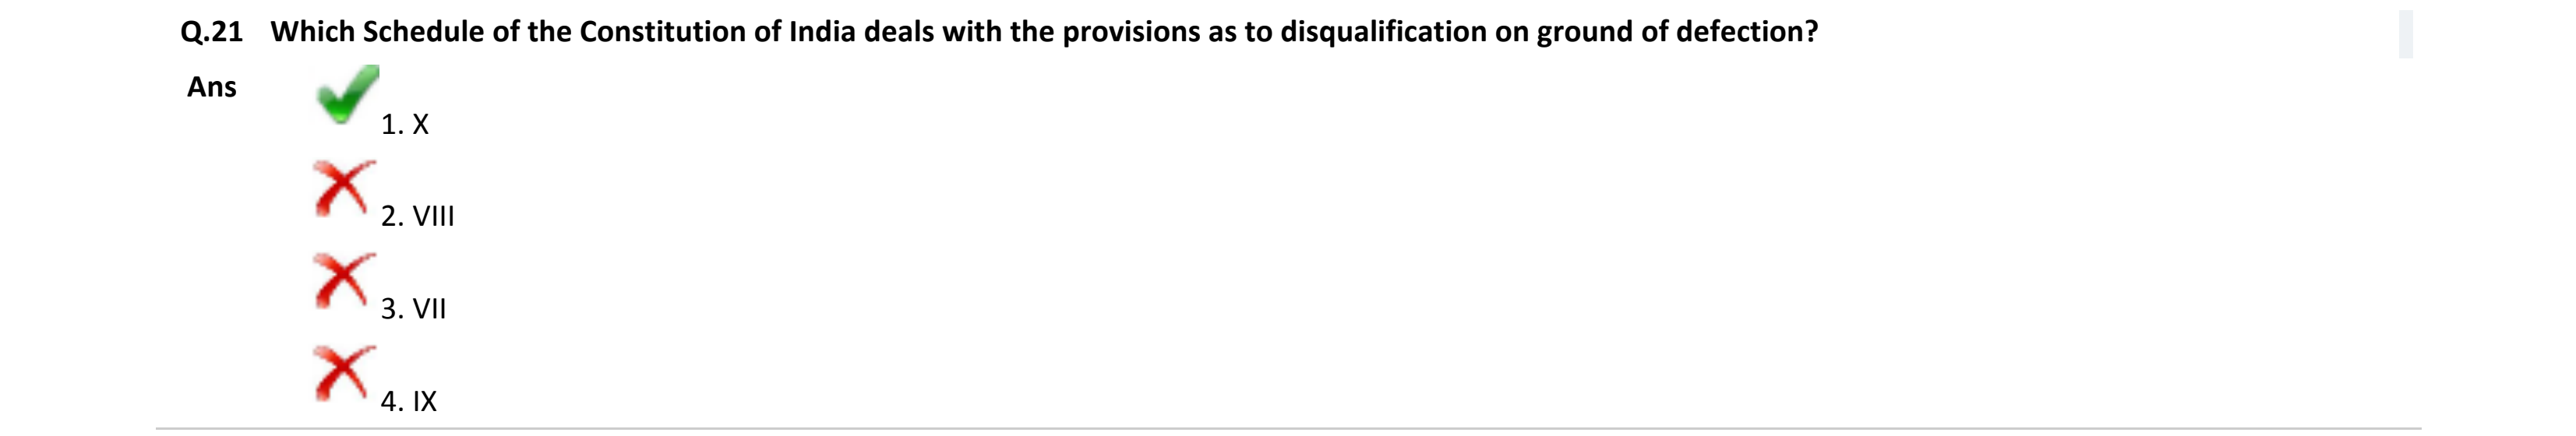 Q.21 Which Schedule of the Constitution of India deals with the provisions as to disqualification on ground of defection?
Ans
1. X
2. VIII
3. VII
4. IX